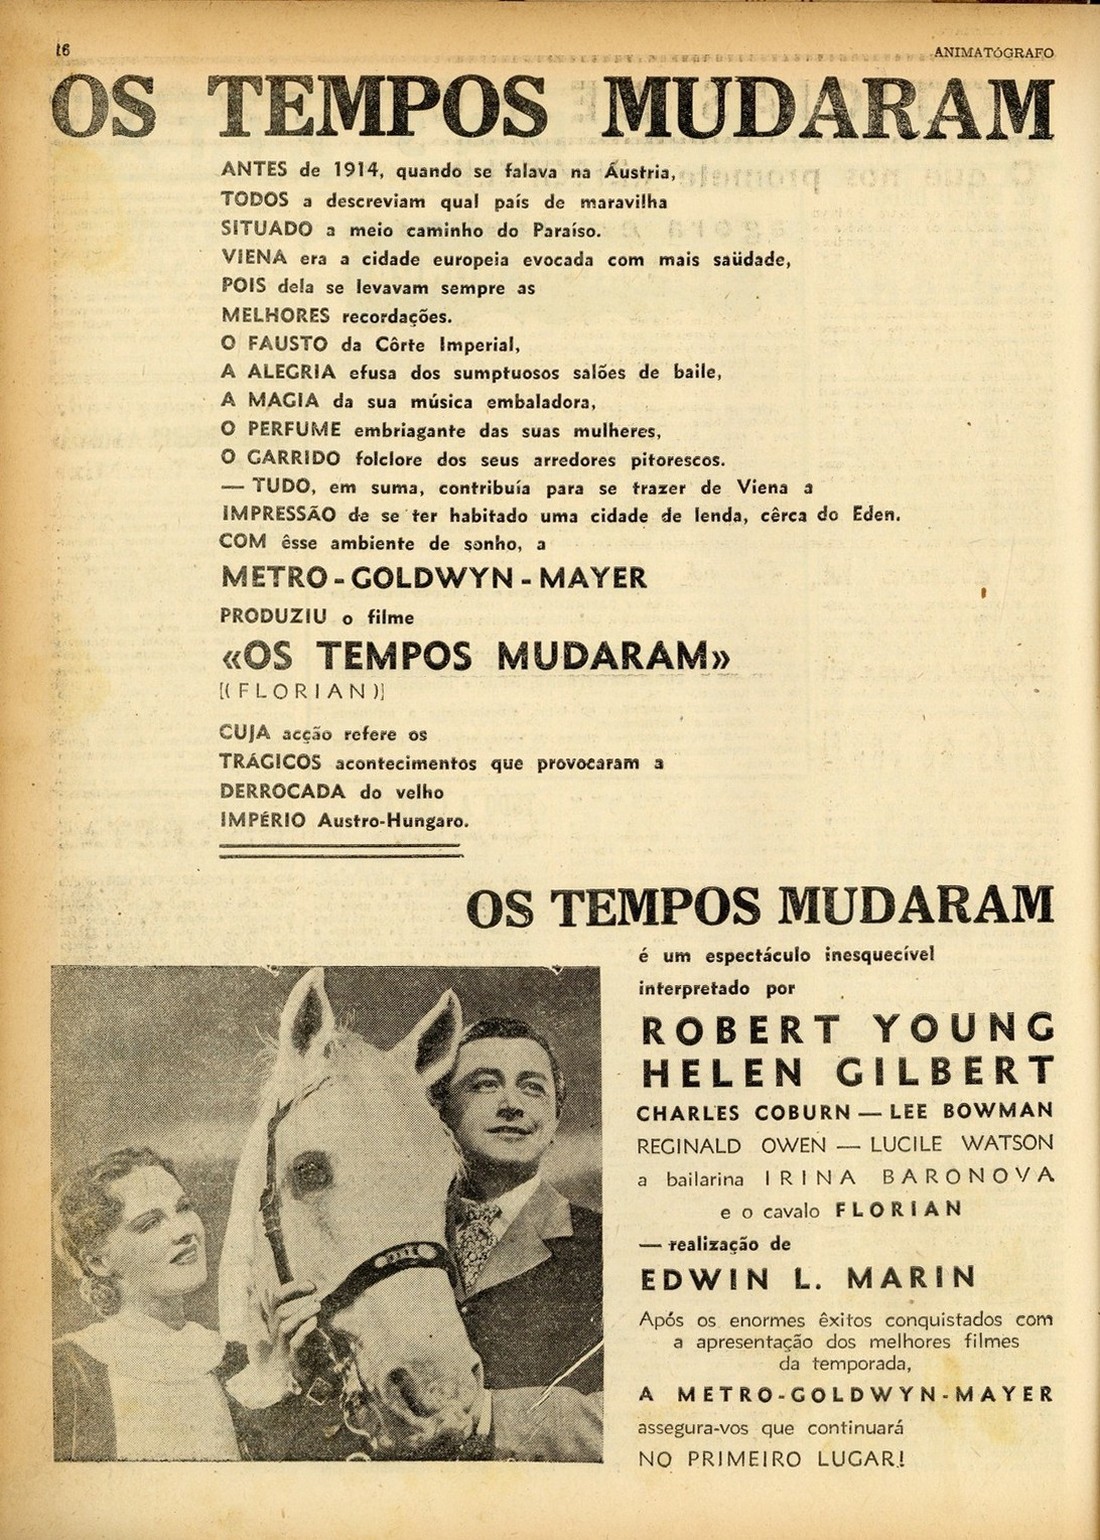 16
ANIMATÓGRAFO
OS TEMPOS MUDARAM
ANTES de 1914, quando se falava na Áustria,
TODOS a descreviam qual país de maravilha
SITUADO a meio caminho do Paraíso.
VIENA era a cidade europeia evocada com mais saüdade,
POIS dela se levavam sempre as
MELHORES recordações.
O FAUSTO da Côrte Imperial,
A ALEGRIA efusa dos sumptuosos salões de baile,
A MAGIA da sua música embaladora,
O PERFUME embriagante das suas mulheres,
O GARRIDO folclore dos seus arredores pitorescos.
— TUDO, em suma, contribuía para se trazer de Viena a
IMPRESSÃO de se ter habitado uma cidade de lenda, cêrca do Eden.
COM êsse ambiente de sonho, a
METRO-GOLDWYN-MAYER
PRODUZIU o filme
«OS TEMPOS MUDARAM»
[(FLORIAN)]
CUJA acção refere os
TRÁGICOS acontecimentos que provocaram a
DERROCADA do velho
IMPÉRIO Austro-Hungaro.
OS TEMPOS MUDARAM
é um espectáculo inesquecível
interpretado por
ROBERT YOUNG
HELEN GILBERT
CHARLES COBURN — LEE BOWMAN
REGINALD OWEN — LUCILE WATSON
a bailarina IRINA BARONOVA
e o cavalo FLORIAN
— realização de
EDWIN L. MARIN
Após os enormes êxitos conquistados com
a apresentação dos melhores filmes
da temporada,
A METRO-GOLDWYN-MAYER
assegura-vos que continuará
NO PRIMEIRO LUGAR!